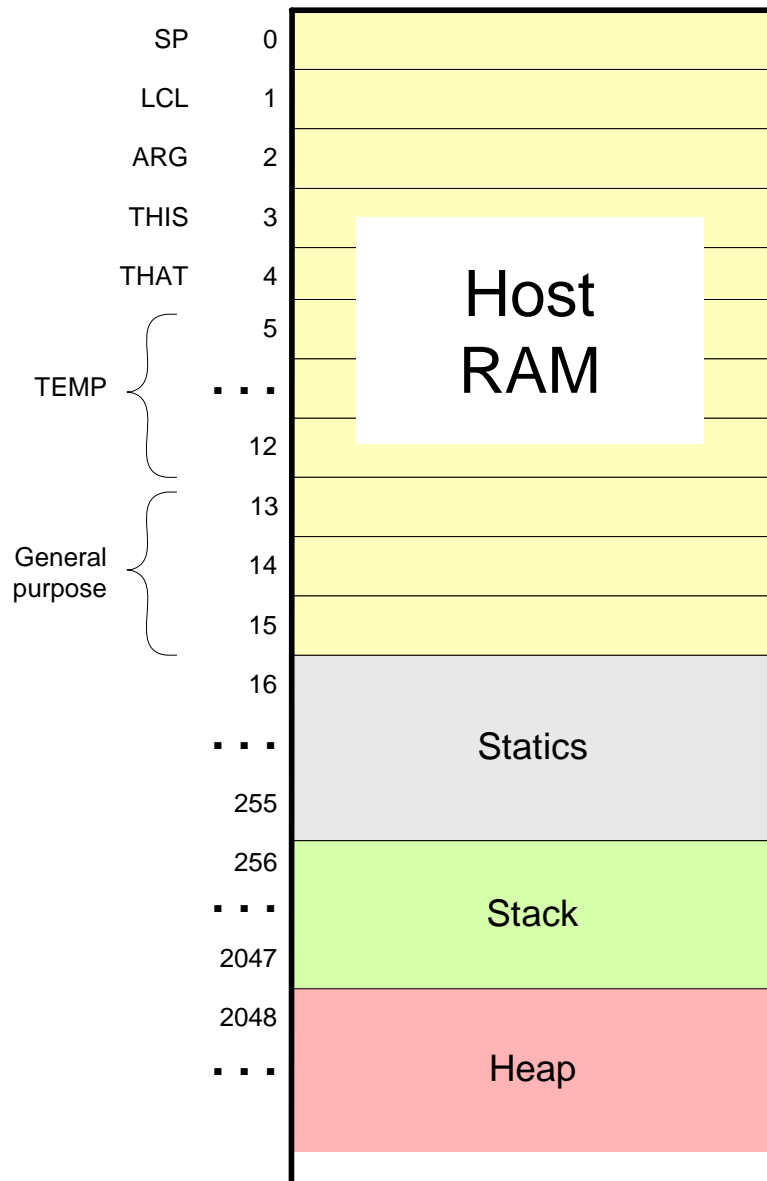 SP 0
LCL 1
ARG 2
THIS 3
THAT 4
Host
RAM
5
TEMP ...
12
13
General
purpose
14
15
16
... Statics
255
256
... Stack
2047
2048
... Heap